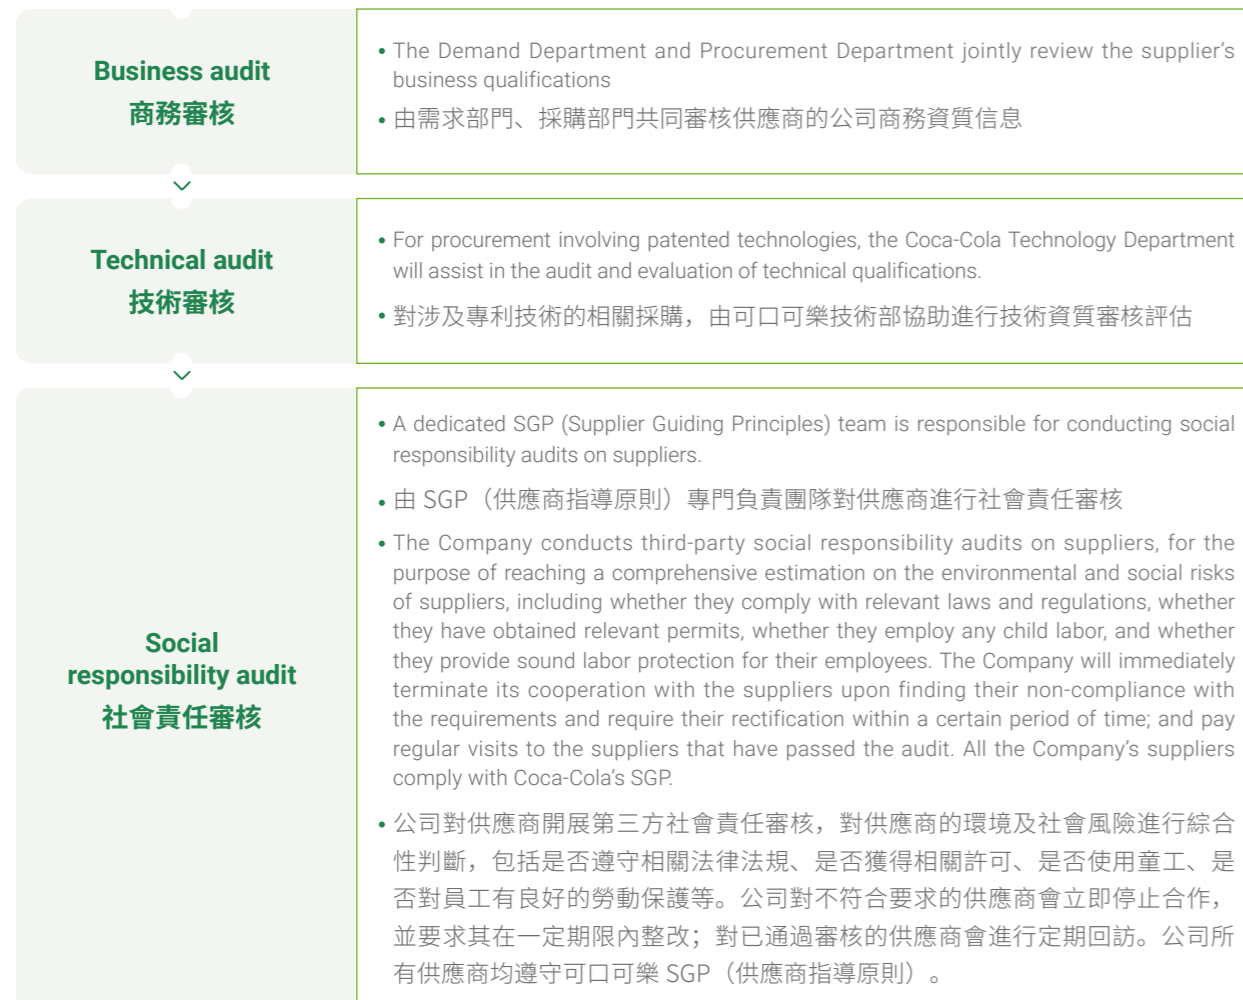 Business audit
商務審核
• The Demand Department and Procurement Department jointly review the supplier's
business qualifications
• 由需求部門、採購部門共同審核供應商的公司商務資質信息
Technical audit
技術審核
• For procurement involving patented technologies, the Coca-Cola Technology Department
will assist in the audit and evaluation of technical qualifications.
• 對涉及專利技術的相關採購，由可口可樂技術部協助進行技術資質審核評估
Social
responsibility audit
社會責任審核
• A dedicated SGP (Supplier Guiding Principles) team is responsible for conducting social
responsibility audits on suppliers.
• 由 SGP（供應商指導原則）專門負責團隊對供應商進行社會責任審核
• The Company conducts third-party social responsibility audits on suppliers, for the
purpose of reaching a comprehensive estimation on the environmental and social risks
of suppliers, including whether they comply with relevant laws and regulations, whether
they have obtained relevant permits, whether they employ any child labor, and whether
they provide sound labor protection for their employees. The Company will immediately
terminate its cooperation with the suppliers upon finding their non-compliance with
the requirements and require their rectification within a certain period of time; and pay
regular visits to the suppliers that have passed the audit. All the Company's suppliers
comply with Coca-Cola's SGP.
• 公司對供應商開展第三方社會責任審核，對供應商的環境及社會風險進行綜合
性判斷，包括是否遵守相關法律法規、是否獲得相關許可、是否使用童工、是
否對員工有良好的勞動保護等。公司對不符合要求的供應商會立即停止合作，
並要求其在一定期限內整改；對已通過審核的供應商會進行定期回訪。公司所
有供應商均遵守可口可樂 SGP（供應商指導原則）。